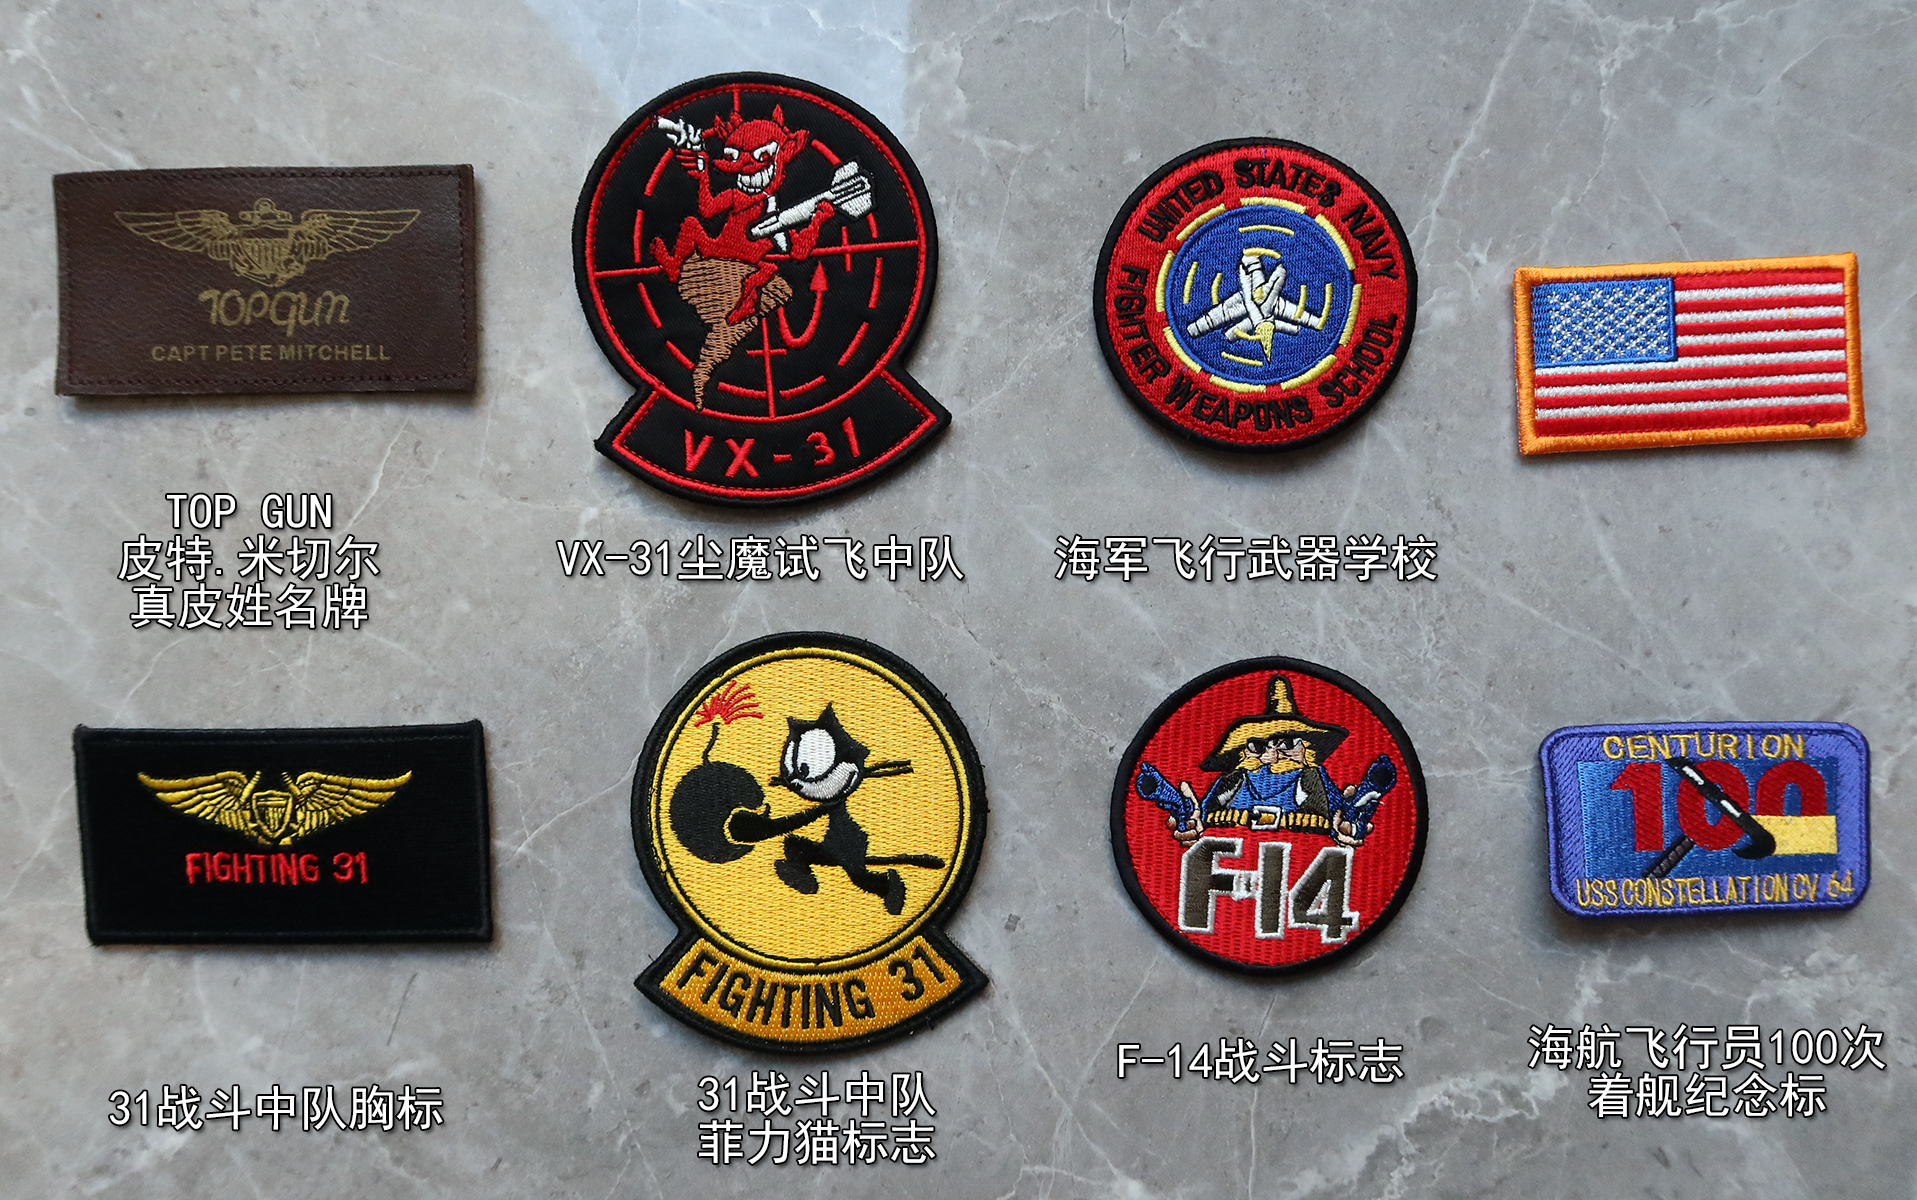 TOPGUN
CAPT PETE MITCHELL
VX-31
UNITED STATES NAVY
FIGHTER WEAPONS SCHOOL
TOP GUN
皮特.米切尔
真皮姓名牌
VX-31尘魔试飞中队
海军飞行武器学校
FIGHTING 31
FIGHTING 31
F-14
CENTURION
100
USS CONSTELLATION CV 64
31战斗中队胸标
31战斗中队
菲力猫标志
F-14战斗标志
海航飞行员100次
着舰纪念标